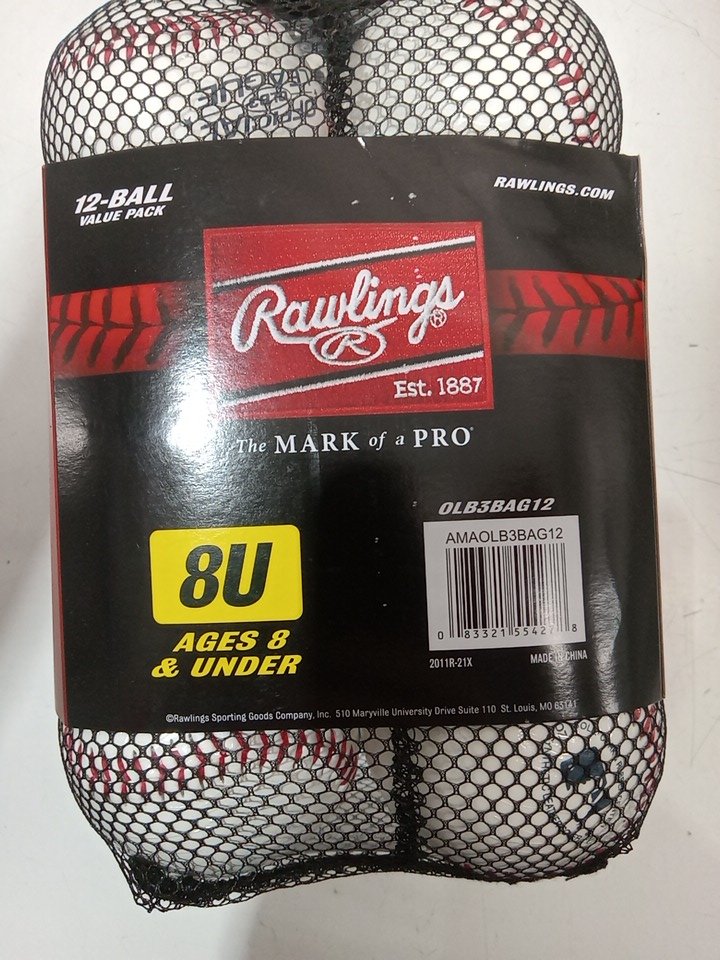 OFFICIAL
LEAGUE
12-BALL
VALUE PACK
RAWLINGS.COM
Rawlings®
R
Est. 1887
The MARK of a PRO®
OLB3BAG12
AMAOLB3BAG12
0 83321 55427 8
8U
AGES 8
& UNDER
2011R-21X
MADE IN CHINA
©Rawlings Sporting Goods Company, Inc. 510 Maryville University Drive Suite 110 St. Louis, MO 63141